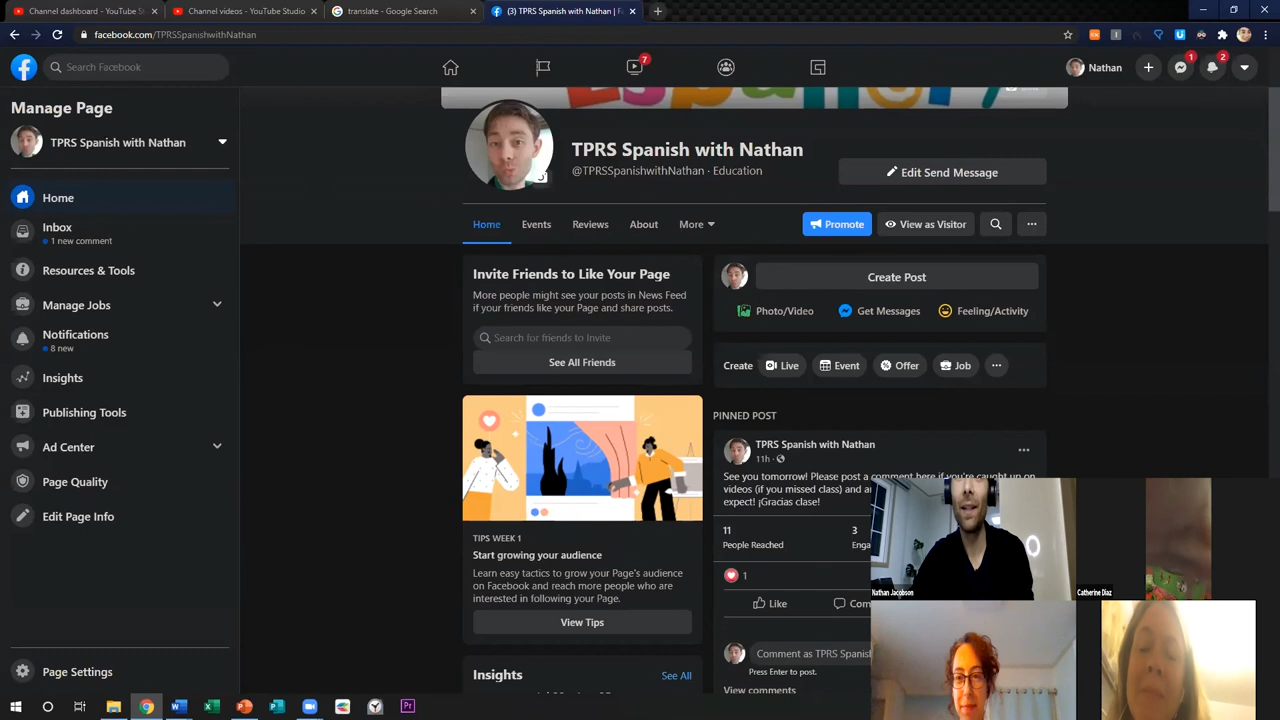 Channel dashboard - YouTube St
Channel videos - YouTube Studio
translate - Google Search
(3) TPRS Spanish with Nathan | Fa
facebook.com/TPRSSpanishwithNathan
Search Facebook
7
Nathan
1
2
Manage Page
TPRS Spanish with Nathan
Home
Inbox
1 new comment
Resources & Tools
Manage Jobs
Notifications
8 new
Insights
Publishing Tools
Ad Center
Page Quality
Edit Page Info
Page Settings
TPRS Spanish with Nathan
@TPRSSpanishwithNathan · Education
Edit Send Message
Home Events Reviews About More
Promote
View as Visitor
Invite Friends to Like Your Page
More people might see your posts in News Feed
if your friends like your Page and share posts.
Search for friends to Invite
See All Friends
TIPS WEEK 1
Start growing your audience
Learn easy tactics to grow your Page's audience
on Facebook and reach more people who are
interested in following your Page.
View Tips
Insights
See All
Create Post
Photo/Video Get Messages Feeling/Activity
Create Live Event Offer Job
PINNED POST
TPRS Spanish with Nathan
11h ·
See you tomorrow! Please post a comment here if you're caught up on
videos (if you missed class) and a
expect! ¡Gracias clase!
11
People Reached
3
Enga
1
Like
Com
Comment as TPRS Spanis
Press Enter to post.
View comments
Nathan Jacobson
Catherine Diaz